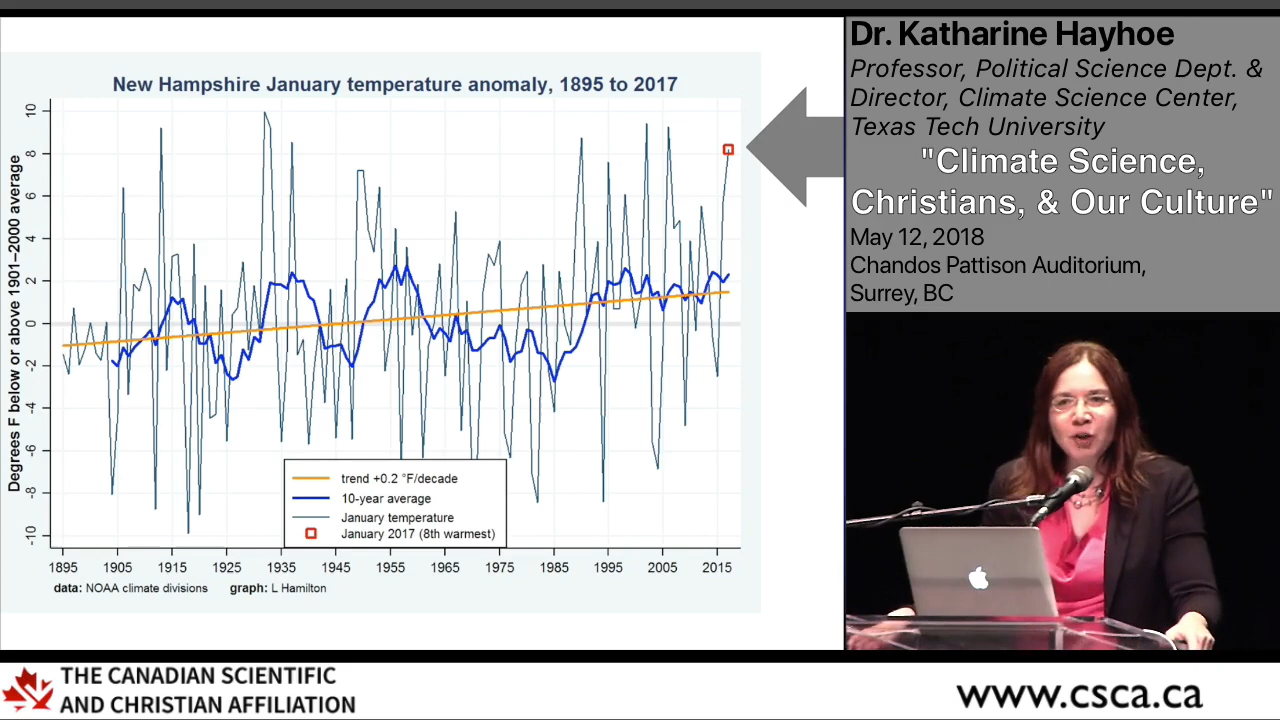 New Hampshire January temperature anomaly, 1895 to 2017
Degrees F below or above 1901–2000 average
10
8
6
4
2
0
-2
-4
-6
-8
-10
trend +0.2 °F/decade
10-year average
January temperature
January 2017 (8th warmest)
1895 1905 1915 1925 1935 1945 1955 1965 1975 1985 1995 2005 2015
data: NOAA climate divisions graph: L Hamilton
Dr. Katharine Hayhoe
Professor, Political Science Dept. &
Director, Climate Science Center,
Texas Tech University
"Climate Science,
Christians, & Our Culture"
May 12, 2018
Chandos Pattison Auditorium,
Surrey, BC
THE CANADIAN SCIENTIFIC
AND CHRISTIAN AFFILIATION
www.csca.ca